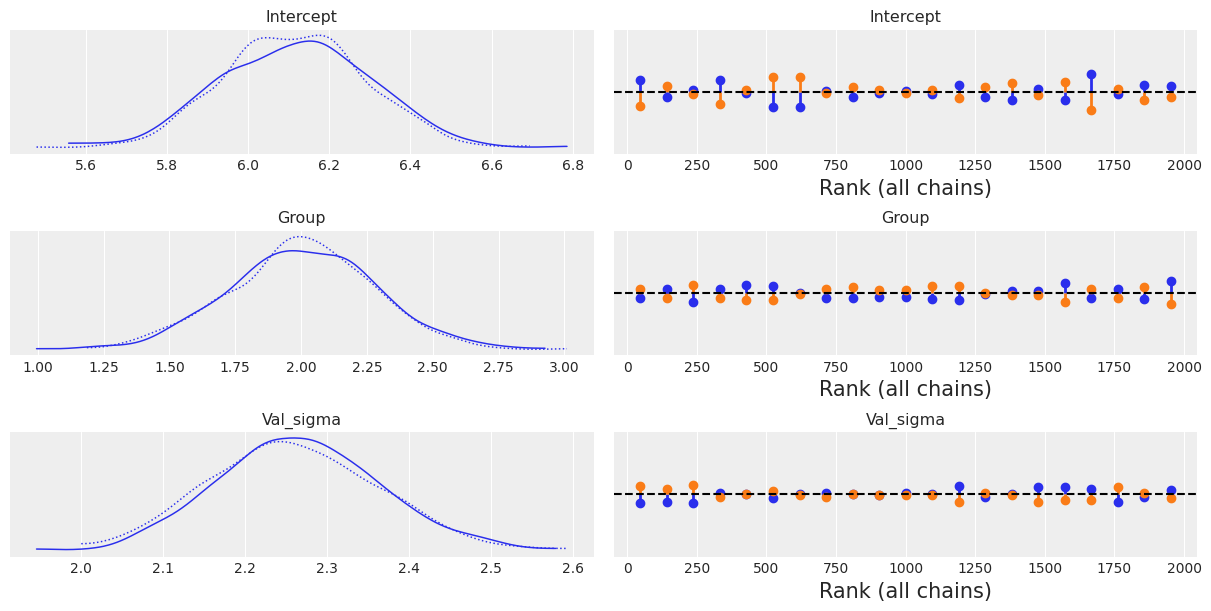 Intercept
Intercept
5.6 5.8 6.0 6.2 6.4 6.6 6.8
0 250 500 750 1000 1250 1500 1750 2000
Rank (all chains)
Group
Group
1.00 1.25 1.50 1.75 2.00 2.25 2.50 2.75 3.00
0 250 500 750 1000 1250 1500 1750 2000
Rank (all chains)
Val_sigma
Val_sigma
2.0 2.1 2.2 2.3 2.4 2.5 2.6
0 250 500 750 1000 1250 1500 1750 2000
Rank (all chains)